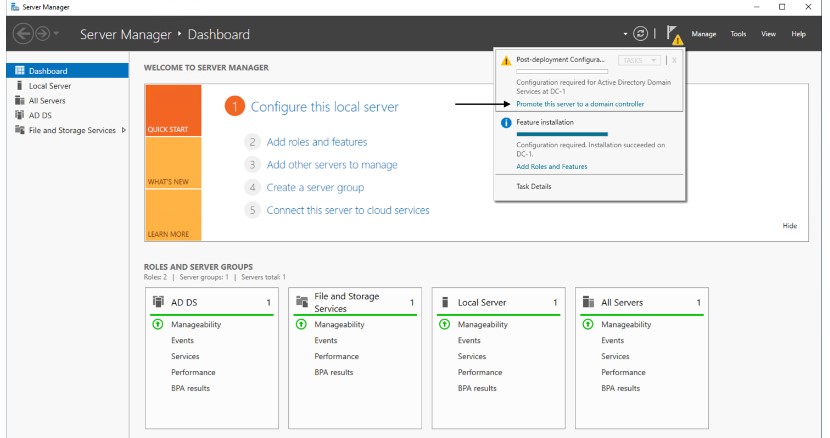 Server Manager
Server Manager • Dashboard
Manage Tools View Help
Dashboard
Local Server
All Servers
AD DS
File and Storage Services
WELCOME TO SERVER MANAGER
QUICK START
WHAT'S NEW
LEARN MORE
1 Configure this local server
2 Add roles and features
3 Add other servers to manage
4 Create a server group
5 Connect this server to cloud services
Hide
Post-deployment Configura... TASKS X
Configuration required for Active Directory Domain
Services at DC-1
Promote this server to a domain controller
Feature installation
Configuration required. Installation succeeded on
DC-1.
Add Roles and Features
Task Details
ROLES AND SERVER GROUPS
Roles: 2 | Server groups: 1 | Servers total: 1
AD DS 1
Manageability
Events
Services
Performance
BPA results
File and Storage
Services 1
Manageability
Events
Performance
BPA results
Local Server 1
Manageability
Events
Services
Performance
BPA results
All Servers 1
Manageability
Events
Services
Performance
BPA results